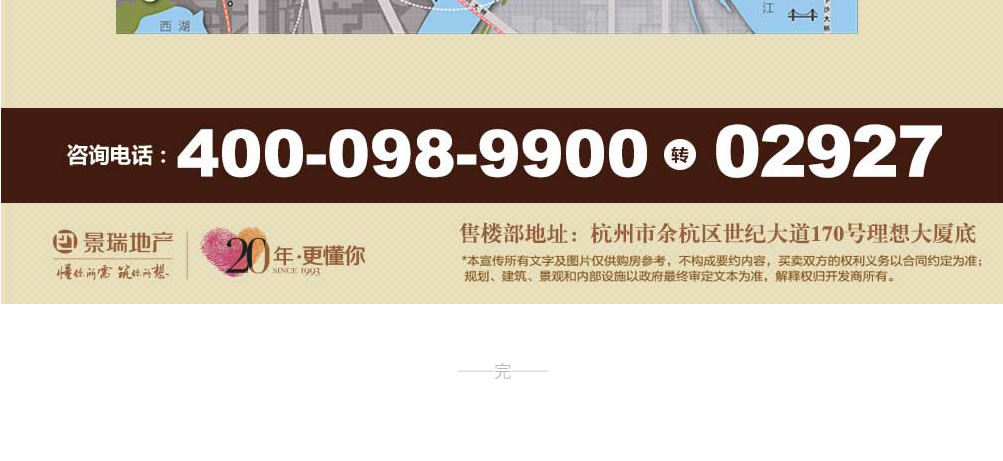 西湖
江
下沙大桥
咨询电话：400-098-9900 转 02927
景瑞地产
懂你所需 筑你所想
20年·更懂你
SINCE 1993
售楼部地址：杭州市余杭区世纪大道170号理想大厦底
*本宣传所有文字及图片仅供购房参考，不构成要约内容，买卖双方的权利义务以合同约定为准；
规划、建筑、景观和内部设施以政府最终审定文本为准，解释权归开发商所有。
——完——